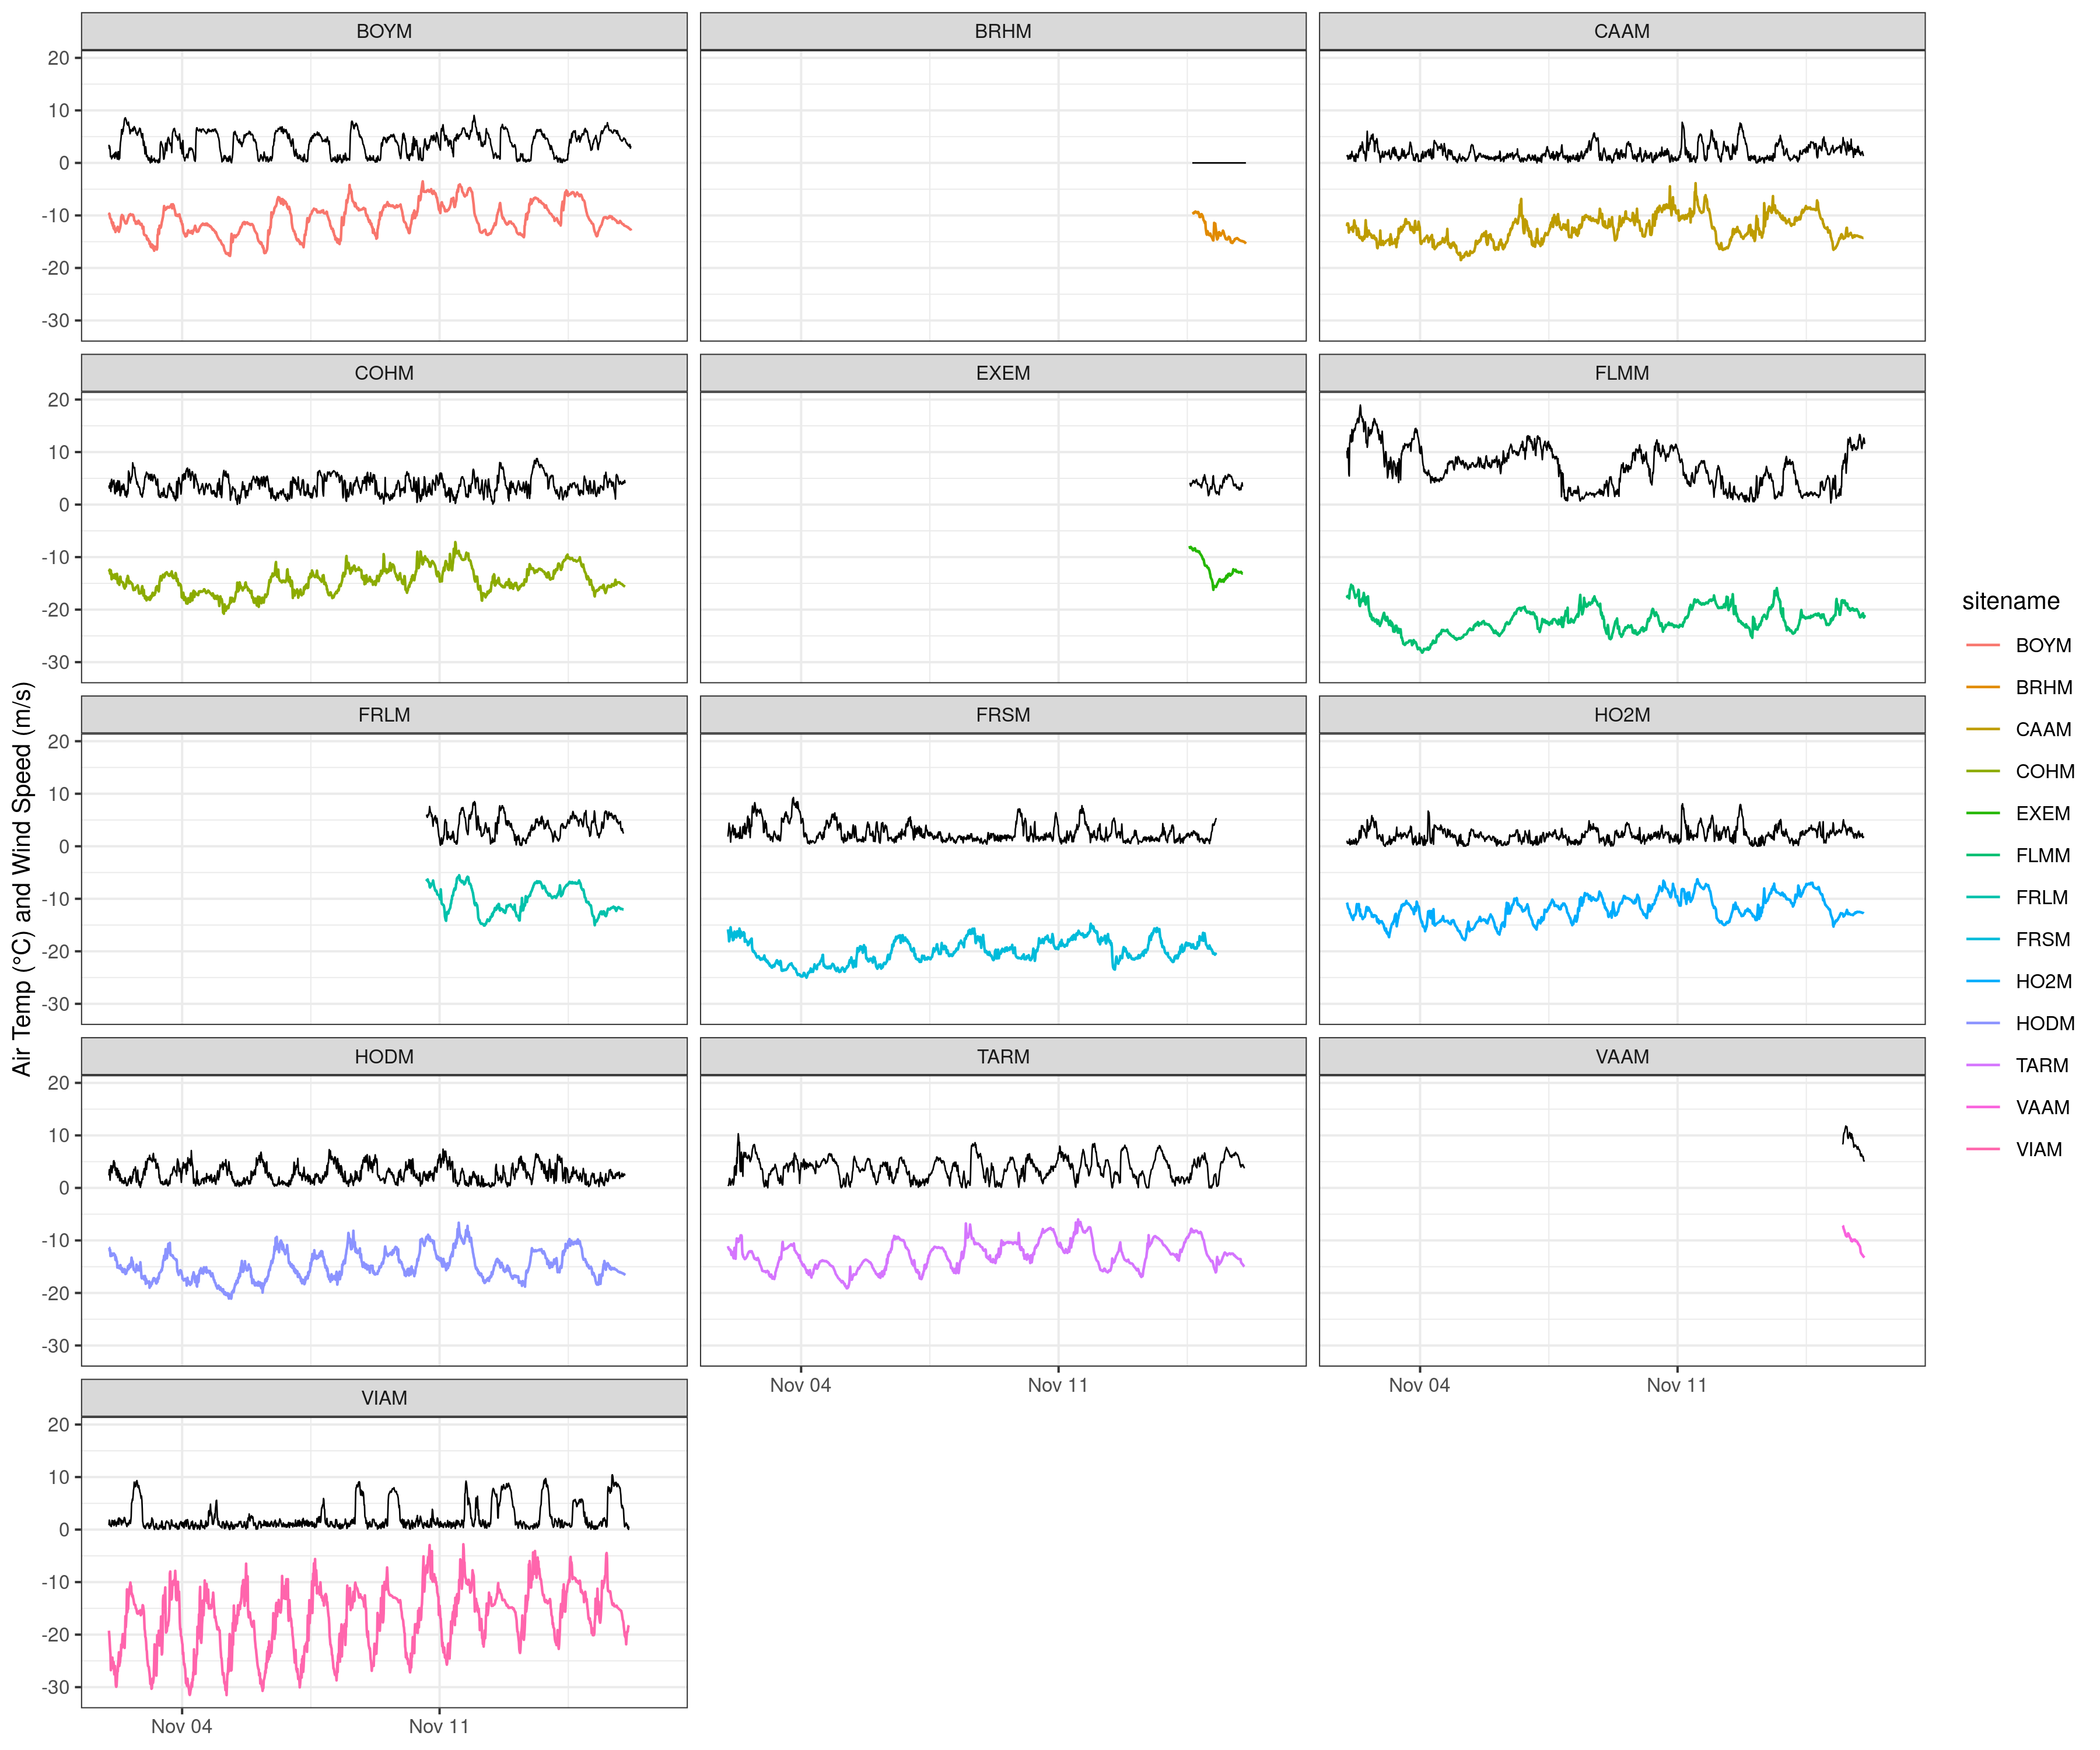 BOYM
BRHM
CAAM
20
10
0
-10
-20
-30
COHM
EXEM
FLMM
20
10
0
-10
-20
-30
FRLM
FRSM
HO2M
20
10
0
-10
-20
-30
HODM
TARM
VAAM
20
10
0
-10
-20
-30
Nov 04
Nov 11
Nov 04
Nov 11
VIAM
20
10
0
-10
-20
-30
Nov 04
Nov 11
Air Temp (°C) and Wind Speed (m/s)
sitename
BOYM
BRHM
CAAM
COHM
EXEM
FLMM
FRLM
FRSM
HO2M
HODM
TARM
VAAM
VIAM